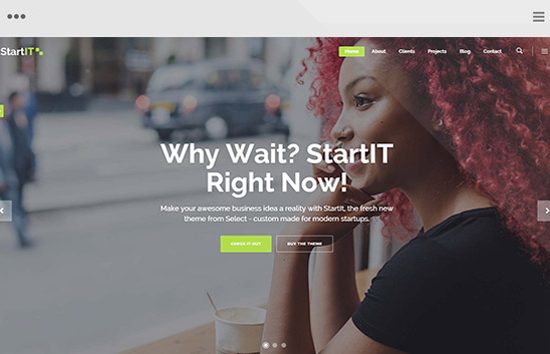 StartIT
Home About Clients Projects Blog Contact
Why Wait? StartIT
Right Now!
Make your awesome business idea a reality with StartIt, the fresh new
theme from Select - custom made for modern startups.
CHECK IT OUT BUY THE THEME